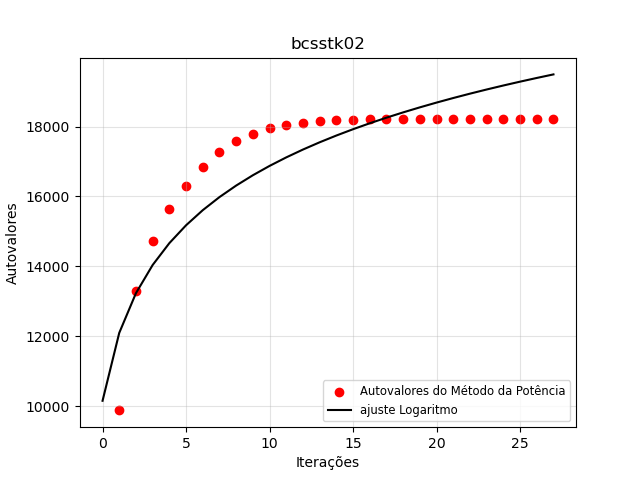 bcsstk02
Autovalores
18000
16000
14000
12000
10000
Autovalores do Método da Potência
ajuste Logaritmo
0 5 10 15 20 25
Iterações